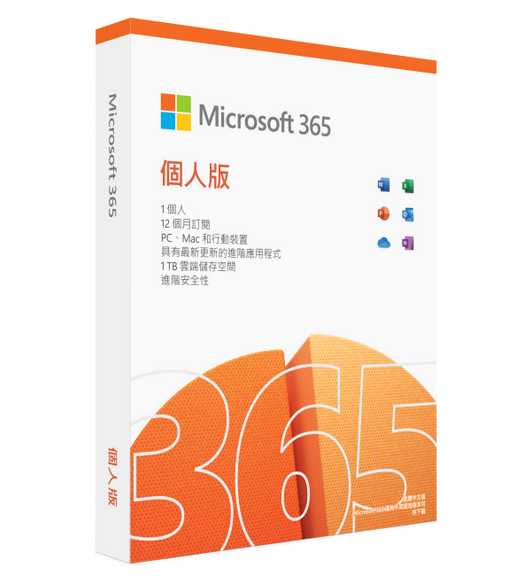 Microsoft 365
個人版
Microsoft 365
個人版
1 個人
12 個月訂閱
PC、Mac 和行動裝置
具有最新更新的進階應用程式
1 TB 雲端儲存空間
進階安全性
365